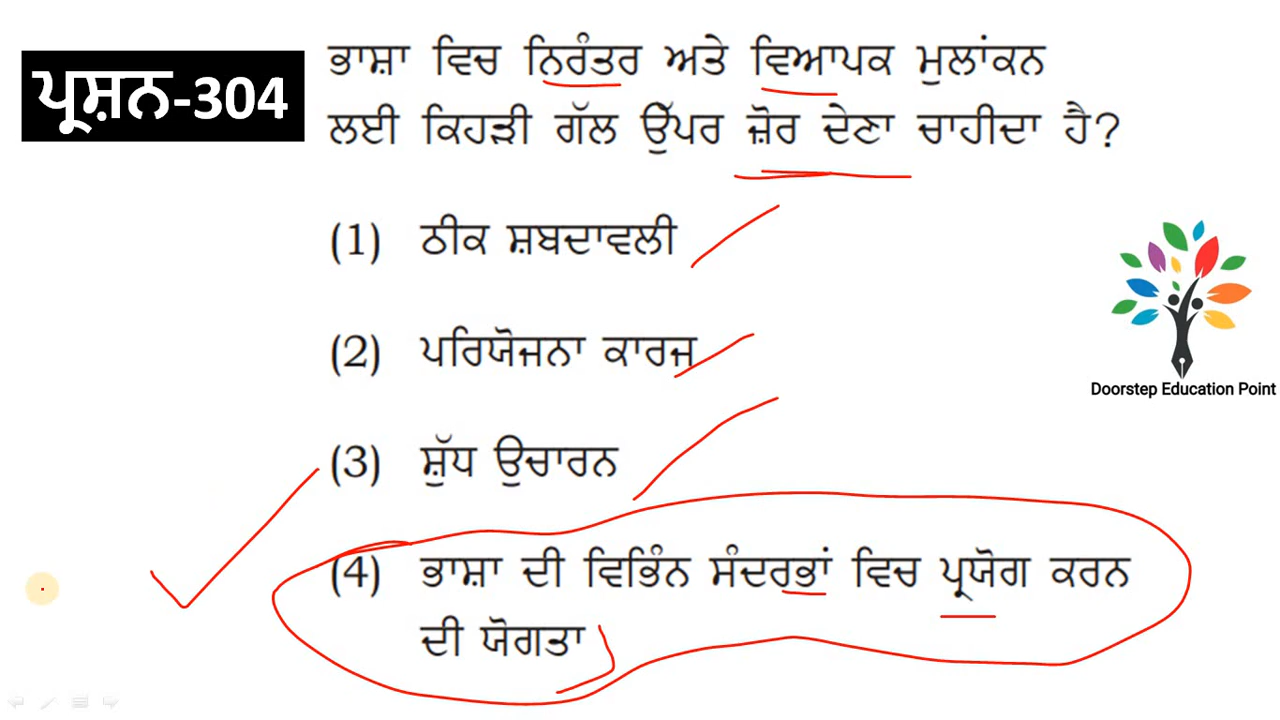 ਪ੍ਰਸ਼ਨ-304
ਭਾਸ਼ਾ ਵਿਚ ਨਿਰੰਤਰ ਅਤੇ ਵਿਆਪਕ ਮੁਲਾਂਕਨ
ਲਈ ਕਿਹੜੀ ਗੱਲ ਉੱਪਰ ਜ਼ੋਰ ਦੇਣਾ ਚਾਹੀਦਾ ਹੈ?
(1) ਠੀਕ ਸ਼ਬਦਾਵਲੀ
(2) ਪਰਿਯੋਜਨਾ ਕਾਰਜ
(3) ਸ਼ੁੱਧ ਉਚਾਰਨ
(4) ਭਾਸ਼ਾ ਦੀ ਵਿਭਿੰਨ ਸੰਦਰਭਾਂ ਵਿਚ ਪ੍ਰਯੋਗ ਕਰਨ
ਦੀ ਯੋਗਤਾ
Doorstep Education Point